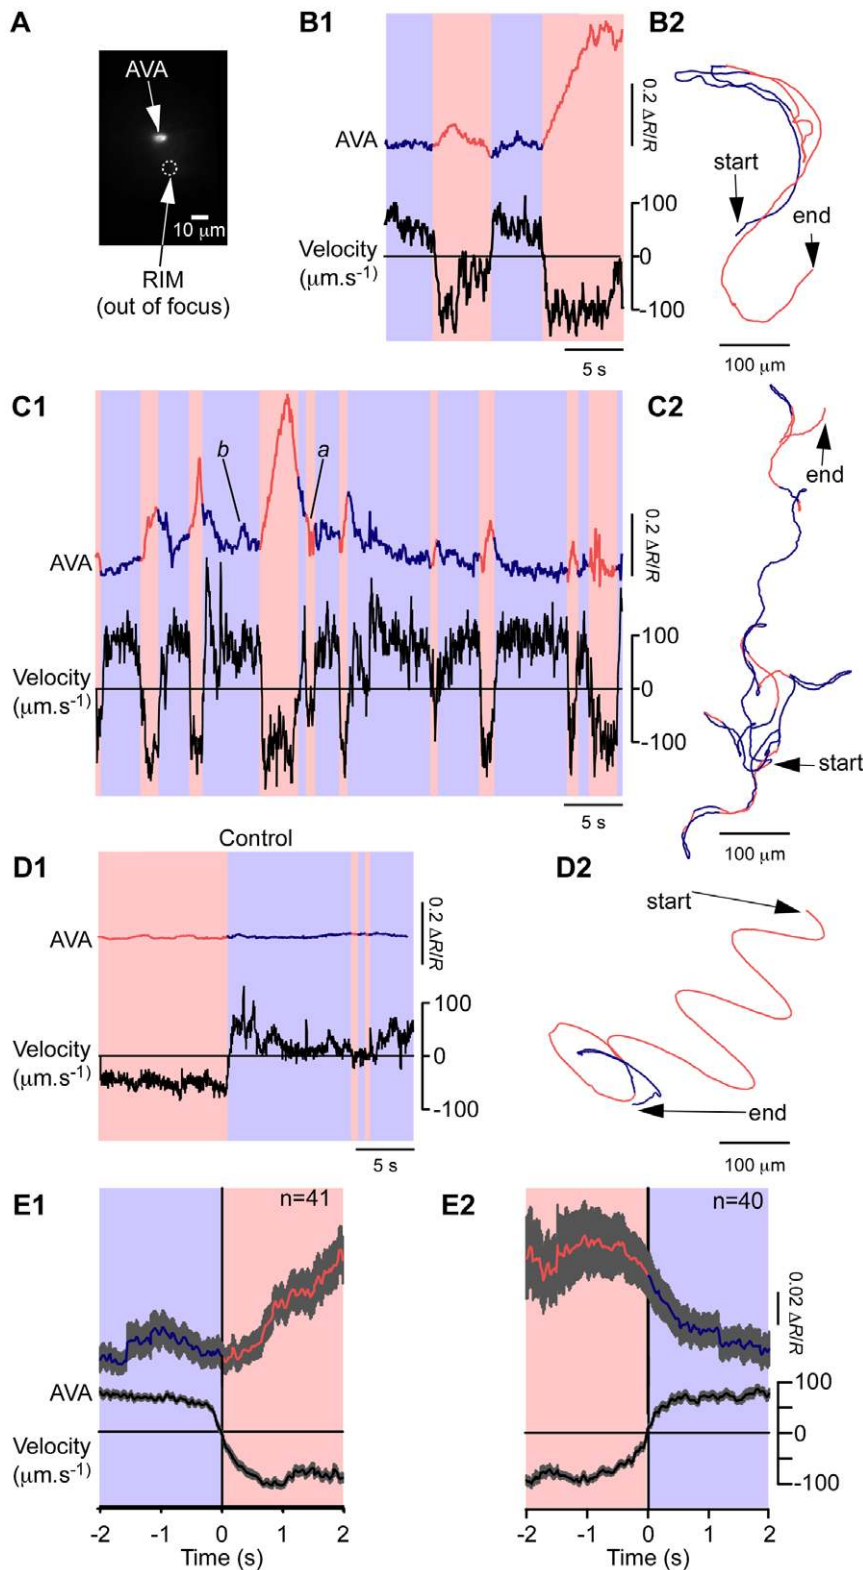 A
AVA
10 μm
RIM
(out of focus)
B1
AVA
0.2 ΔR/R
Velocity
(μm.s⁻¹)
100
0
-100
5 s
B2
start
end
100 μm
C1
b
a
AVA
0.2 ΔR/R
Velocity
(μm.s⁻¹)
100
0
-100
5 s
C2
end
start
100 μm
D1
Control
AVA
0.2 ΔR/R
Velocity
(μm.s⁻¹)
100
0
-100
5 s
D2
start
end
100 μm
E1
n=41
AVA
Velocity
(μm.s⁻¹)
-2 -1 0 1 2
Time (s)
E2
n=40
0.02 ΔR/R
100
0
-100
-2 -1 0 1 2
Time (s)